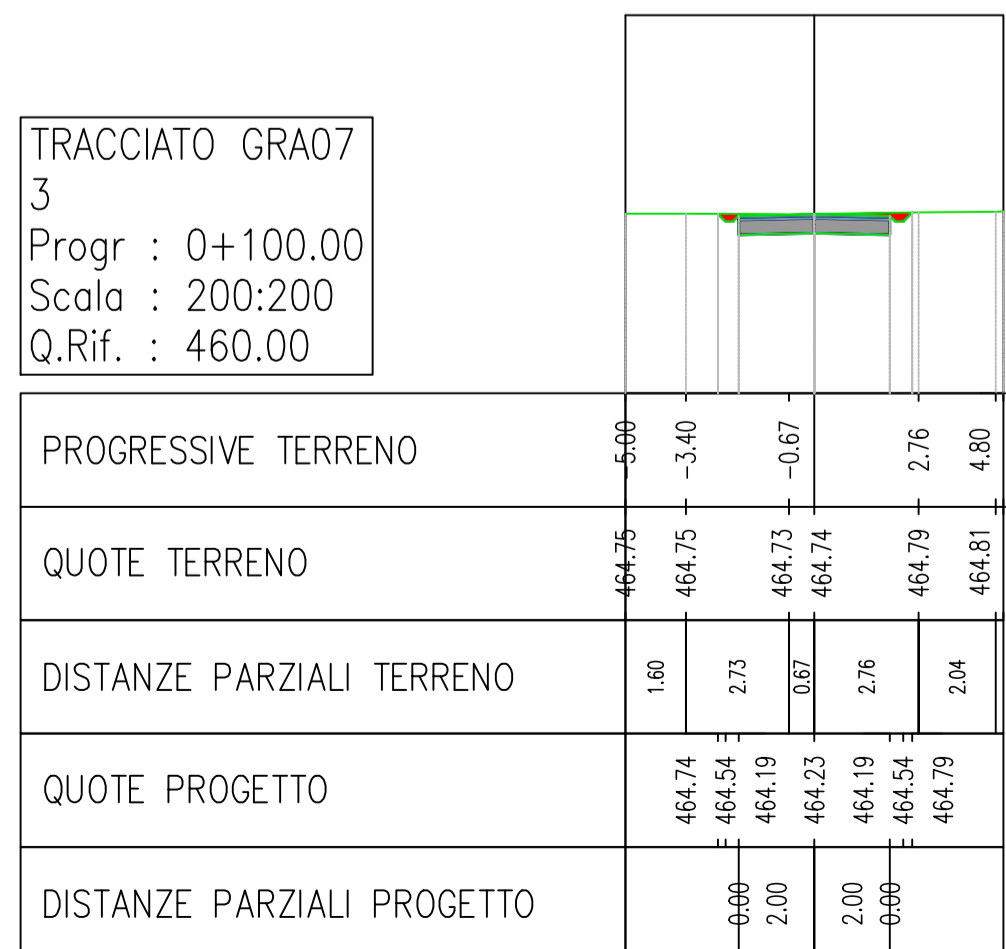 TRACCIATO GRA07
3
Progr : 0+100.00
Scala : 200:200
Q.Rif. : 460.00
PROGRESSIVE TERRENO
-5.00 -3.40 -0.67 2.76 4.80
QUOTE TERRENO
464.75 464.75 464.73 464.74 464.79 464.81
DISTANZE PARZIALI TERRENO
1.60 2.73 0.67 2.76 2.04
QUOTE PROGETTO
464.74 464.54 464.19 464.23 464.19 464.54 464.79
DISTANZE PARZIALI PROGETTO
0.00 2.00 2.00 0.00